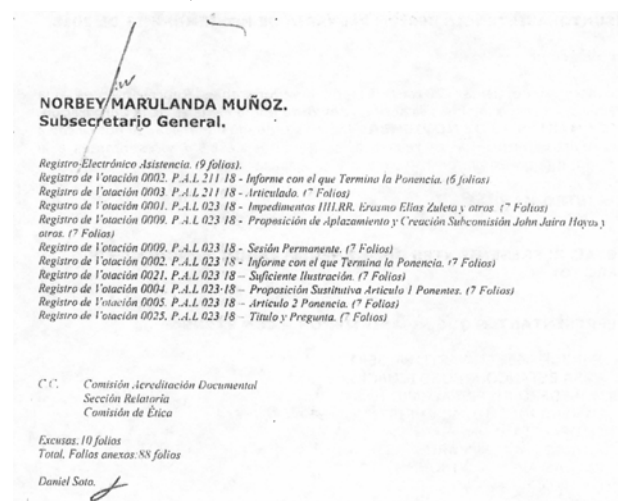 NORBEY MARULANDA MUÑOZ.
Subsecretario General.
Registro Electrónico Asistencia. (9 folios).
Registro de Votación 0002. P.A.L 211 18 - Informe con el que Termina la Ponencia. (6 folios)
Registro de Votación 0003. P.A.L 211 18 - Articulado. (7 Folios)
Registro de Votación 0001. P.A.L 023 18 - Impedimentos HH.RR. Erasmo Elías Zuleta y otros. (7 Folios)
Registro de Votación 0009. P.A.L 023 18 - Proposición de Aplazamiento y Creación Subcomisión John Jairo Hoyos y
otros. (7 Folios)
Registro de Votación 0009. P.A.L 023 18 - Sesión Permanente. (7 Folios)
Registro de Votación 0002. P.A.L 023 18 - Informe con el que Termina la Ponencia. (7 Folios)
Registro de Votación 0021. P.A.L 023 18 – Suficiente Ilustración. (7 Folios)
Registro de Votación 0004. P.A.L 023-18 – Proposición Sustitutiva Artículo 1 Ponentes. (7 Folios)
Registro de Votación 0005. P.A.L 023 18 – Artículo 2 Ponencia. (7 Folios)
Registro de Votación 0025. P.A.L 023 18 – Título y Pregunta. (7 Folios)
C.C. Comisión Acreditación Documental
Sección Relatoría
Comisión de Ética
Excusas. 10 folios
Total, Folios anexos: 88 folios
Daniel Soto.